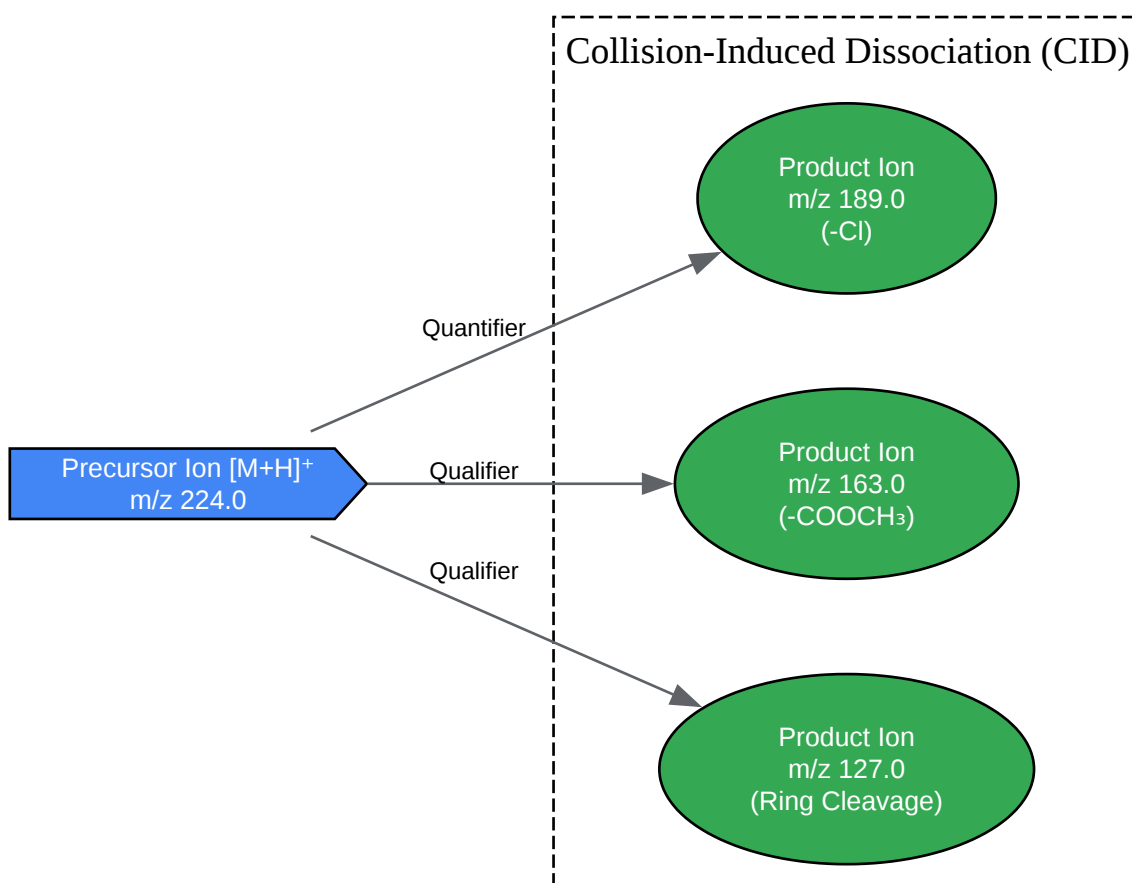 Collision-Induced Dissociation (CID)
Product Ion
m/z 189.0
(-Cl)
Quantifier
Precursor Ion [M+H]⁺
m/z 224.0
Qualifier
Product Ion
m/z 163.0
(-COOCH₃)
Qualifier
Product Ion
m/z 127.0
(Ring Cleavage)